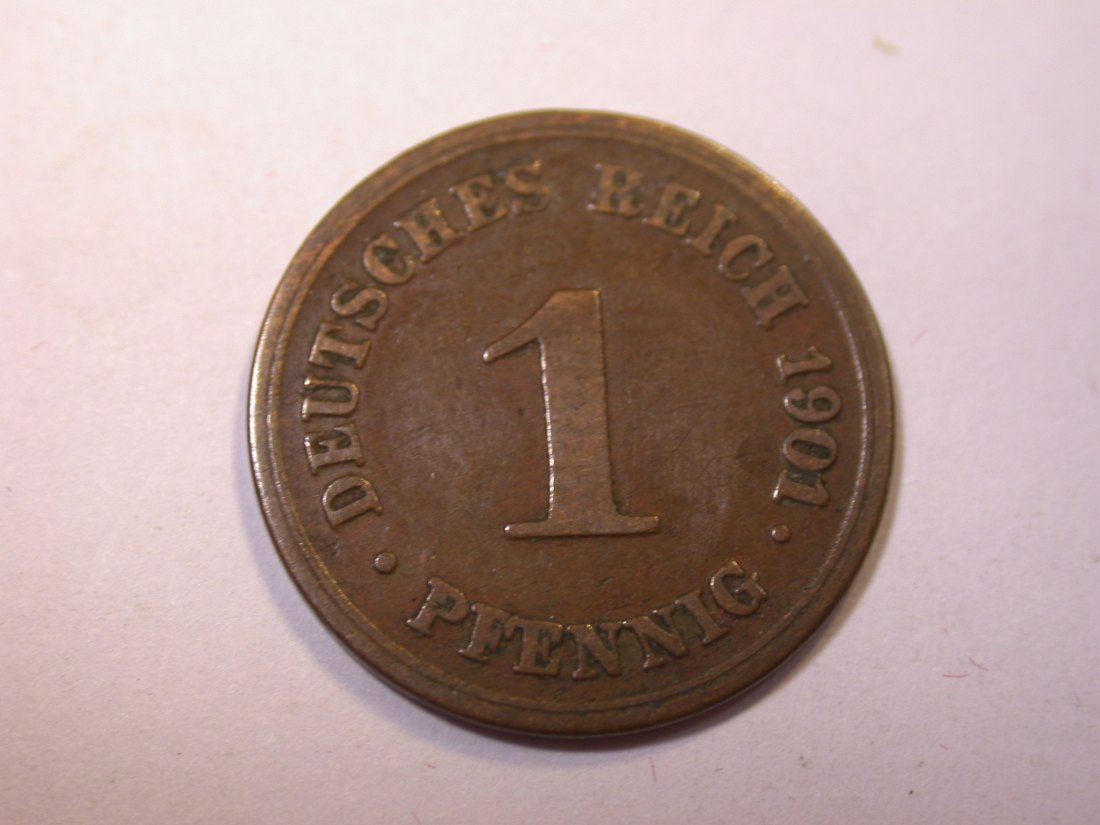 DEUTSCHES REICH 1901
1
· PFENNIG ·